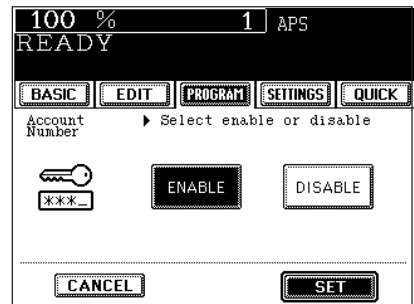 100 % 1 APS
READY
BASIC EDIT PROGRAM SETTINGS QUICK
Account Number ▶ Select enable or disable
***_
ENABLE DISABLE
CANCEL SET